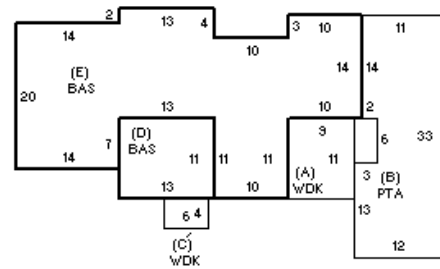 2 13 4 3 10 11
14 10
(E)
BAS
14 14
20
13 10 2
(D)
BAS
7 9 6 33
11 11 11 11
(A)
WDK
3 (B)
PTA
14 13 10 13
6 4
(C)
WDK
12